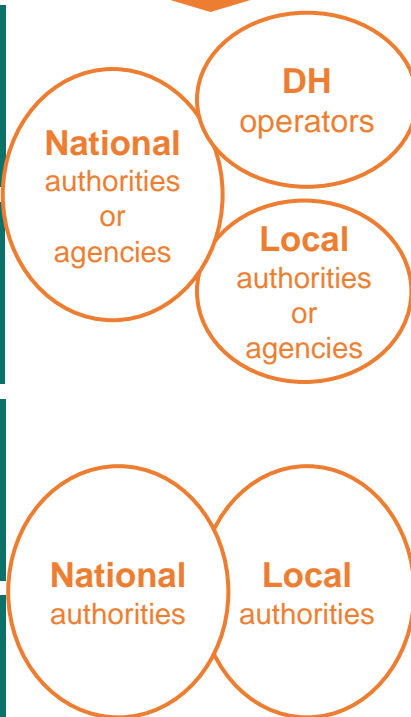 DH
operators
National
authorities
or
agencies
Local
authorities
or
agencies
National
authorities
Local
authorities